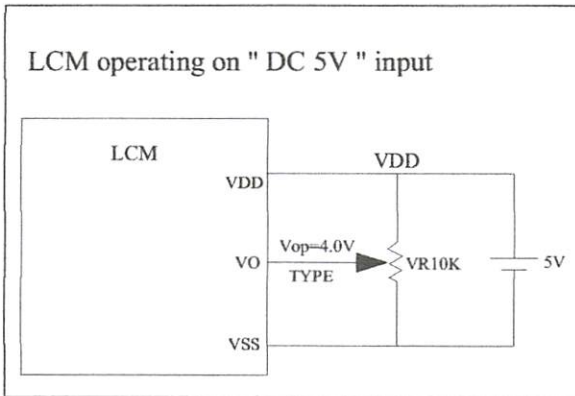 LCM operating on " DC 5V " input
LCM
VDD
VDD
Vop=4.0V
VO
VR10K
5V
TYPE
VSS